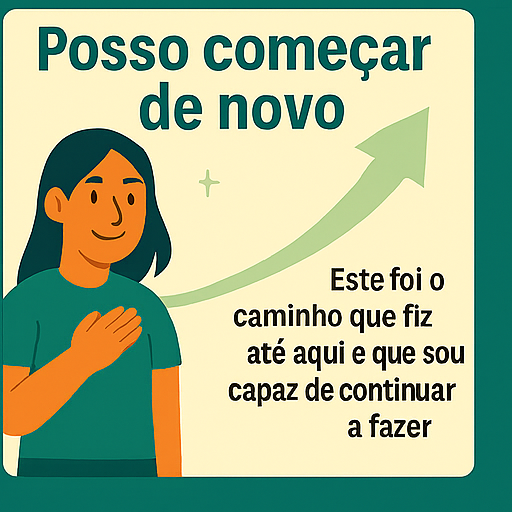 Posso começar
de novo
Este foi o
caminho que fiz
até aqui e que sou
capaz de continuar
a fazer